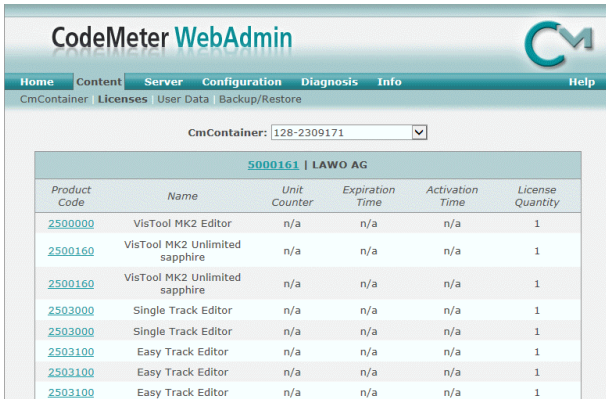 CodeMeter WebAdmin
CM
Home Content Server Configuration Diagnosis Info Help
CmContainer | Licenses | User Data | Backup/Restore
CmContainer: 128-2309171
5000161 | LAWO AG
Product Code Name Unit Counter Expiration Time Activation Time License Quantity
2500000 VisTool MK2 Editor n/a n/a n/a 1
2500160 VisTool MK2 Unlimited sapphire n/a n/a n/a 1
2500160 VisTool MK2 Unlimited sapphire n/a n/a n/a 1
2503000 Single Track Editor n/a n/a n/a 1
2503000 Single Track Editor n/a n/a n/a 1
2503100 Easy Track Editor n/a n/a n/a 1
2503100 Easy Track Editor n/a n/a n/a 1
2503100 Easy Track Editor n/a n/a n/a 1